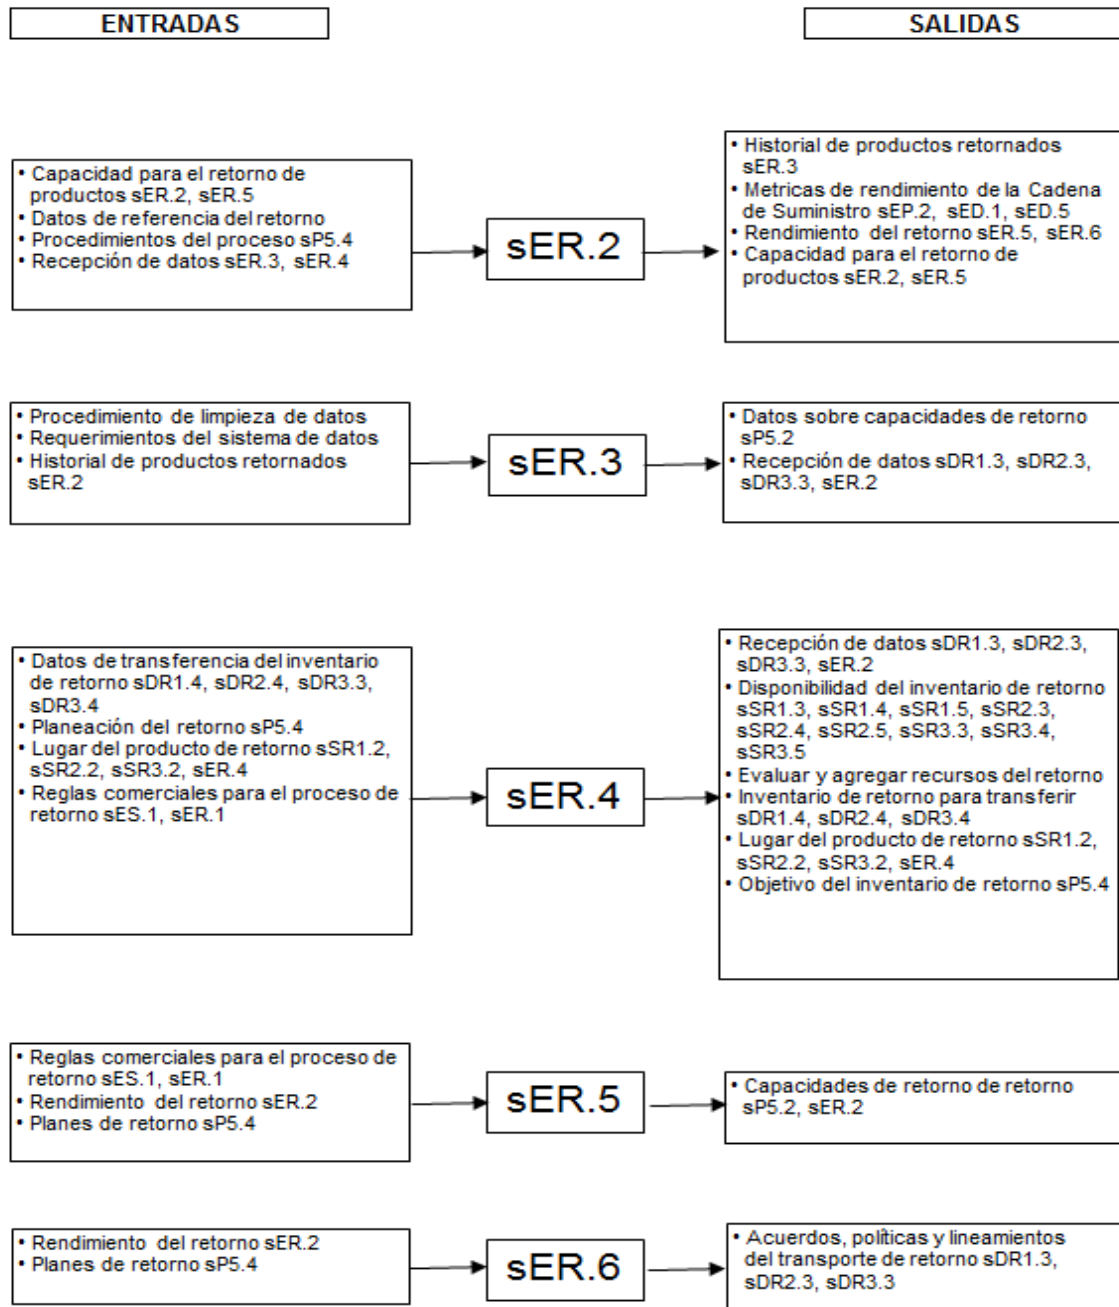 ENTRADAS
SALIDAS
• Capacidad para el retorno de
productos sER.2, sER.5
• Datos de referencia del retorno
• Procedimientos del proceso sP5.4
• Recepción de datos sER.3, sER.4
sER.2
• Historial de productos retornados
sER.3
• Metricas de rendimiento de la Cadena
de Suministro sEP.2, sED.1, sED.5
• Rendimiento del retorno sER.5, sER.6
• Capacidad para el retorno de
productos sER.2, sER.5
• Procedimiento de limpieza de datos
• Requerimientos del sistema de datos
• Historial de productos retornados
sER.2
sER.3
• Datos sobre capacidades de retorno
sP5.2
• Recepción de datos sDR1.3, sDR2.3,
sDR3.3, sER.2
• Datos de transferencia del inventario
de retorno sDR1.4, sDR2.4, sDR3.3,
sDR3.4
• Planeación del retorno sP5.4
• Lugar del producto de retorno sSR1.2,
sSR2.2, sSR3.2, sER.4
• Reglas comerciales para el proceso de
retorno sES.1, sER.1
sER.4
• Recepción de datos sDR1.3, sDR2.3,
sDR3.3, sER.2
• Disponibilidad del inventario de retorno
sSR1.3, sSR1.4, sSR1.5, sSR2.3,
sSR2.4, sSR2.5, sSR3.3, sSR3.4,
sSR3.5
• Evaluar y agregar recursos del retorno
• Inventario de retorno para transferir
sDR1.4, sDR2.4, sDR3.4
• Lugar del producto de retorno sSR1.2,
sSR2.2, sSR3.2, sER.4
• Objetivo del inventario de retorno sP5.4
• Reglas comerciales para el proceso de
retorno sES.1, sER.1
• Rendimiento del retorno sER.2
• Planes de retorno sP5.4
sER.5
• Capacidades de retorno de retorno
sP5.2, sER.2
• Rendimiento del retorno sER.2
• Planes de retorno sP5.4
sER.6
• Acuerdos, políticas y lineamientos
del transporte de retorno sDR1.3,
sDR2.3, sDR3.3